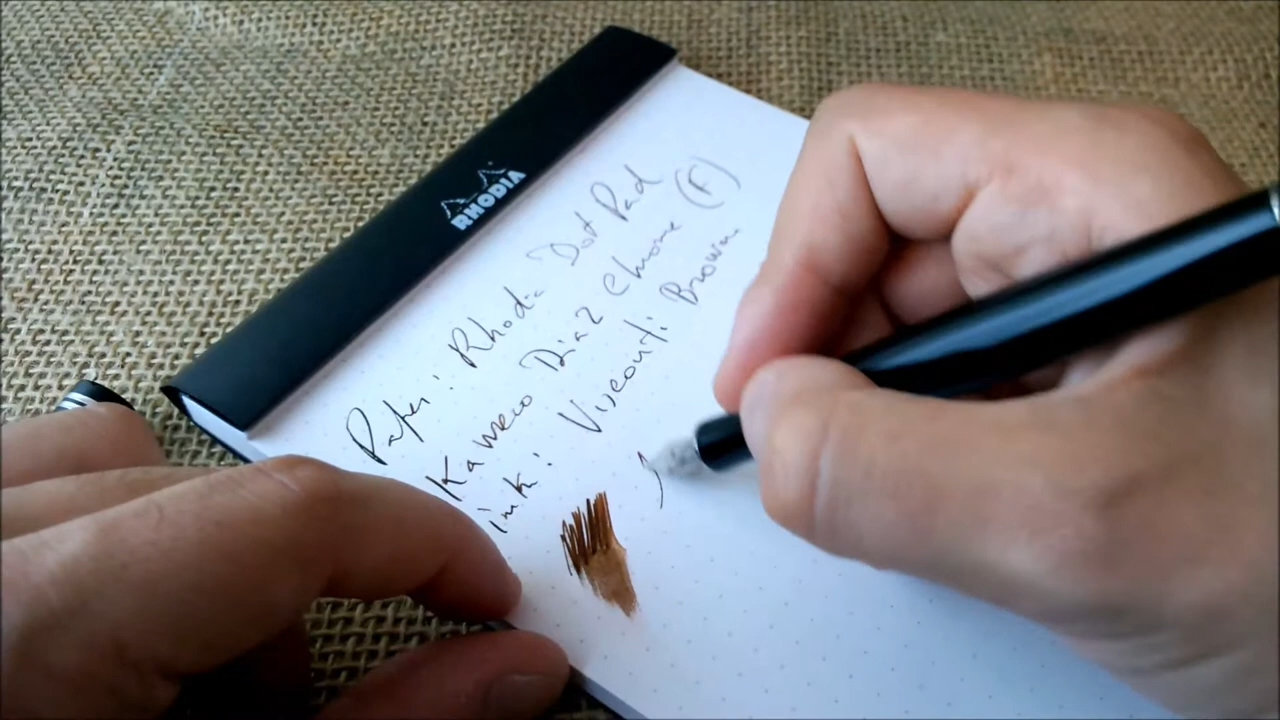 RHODIA
Paper: Rhodia Dot Pad
Kaweco Dia2 Chrome (F)
ink: Visconti Brown